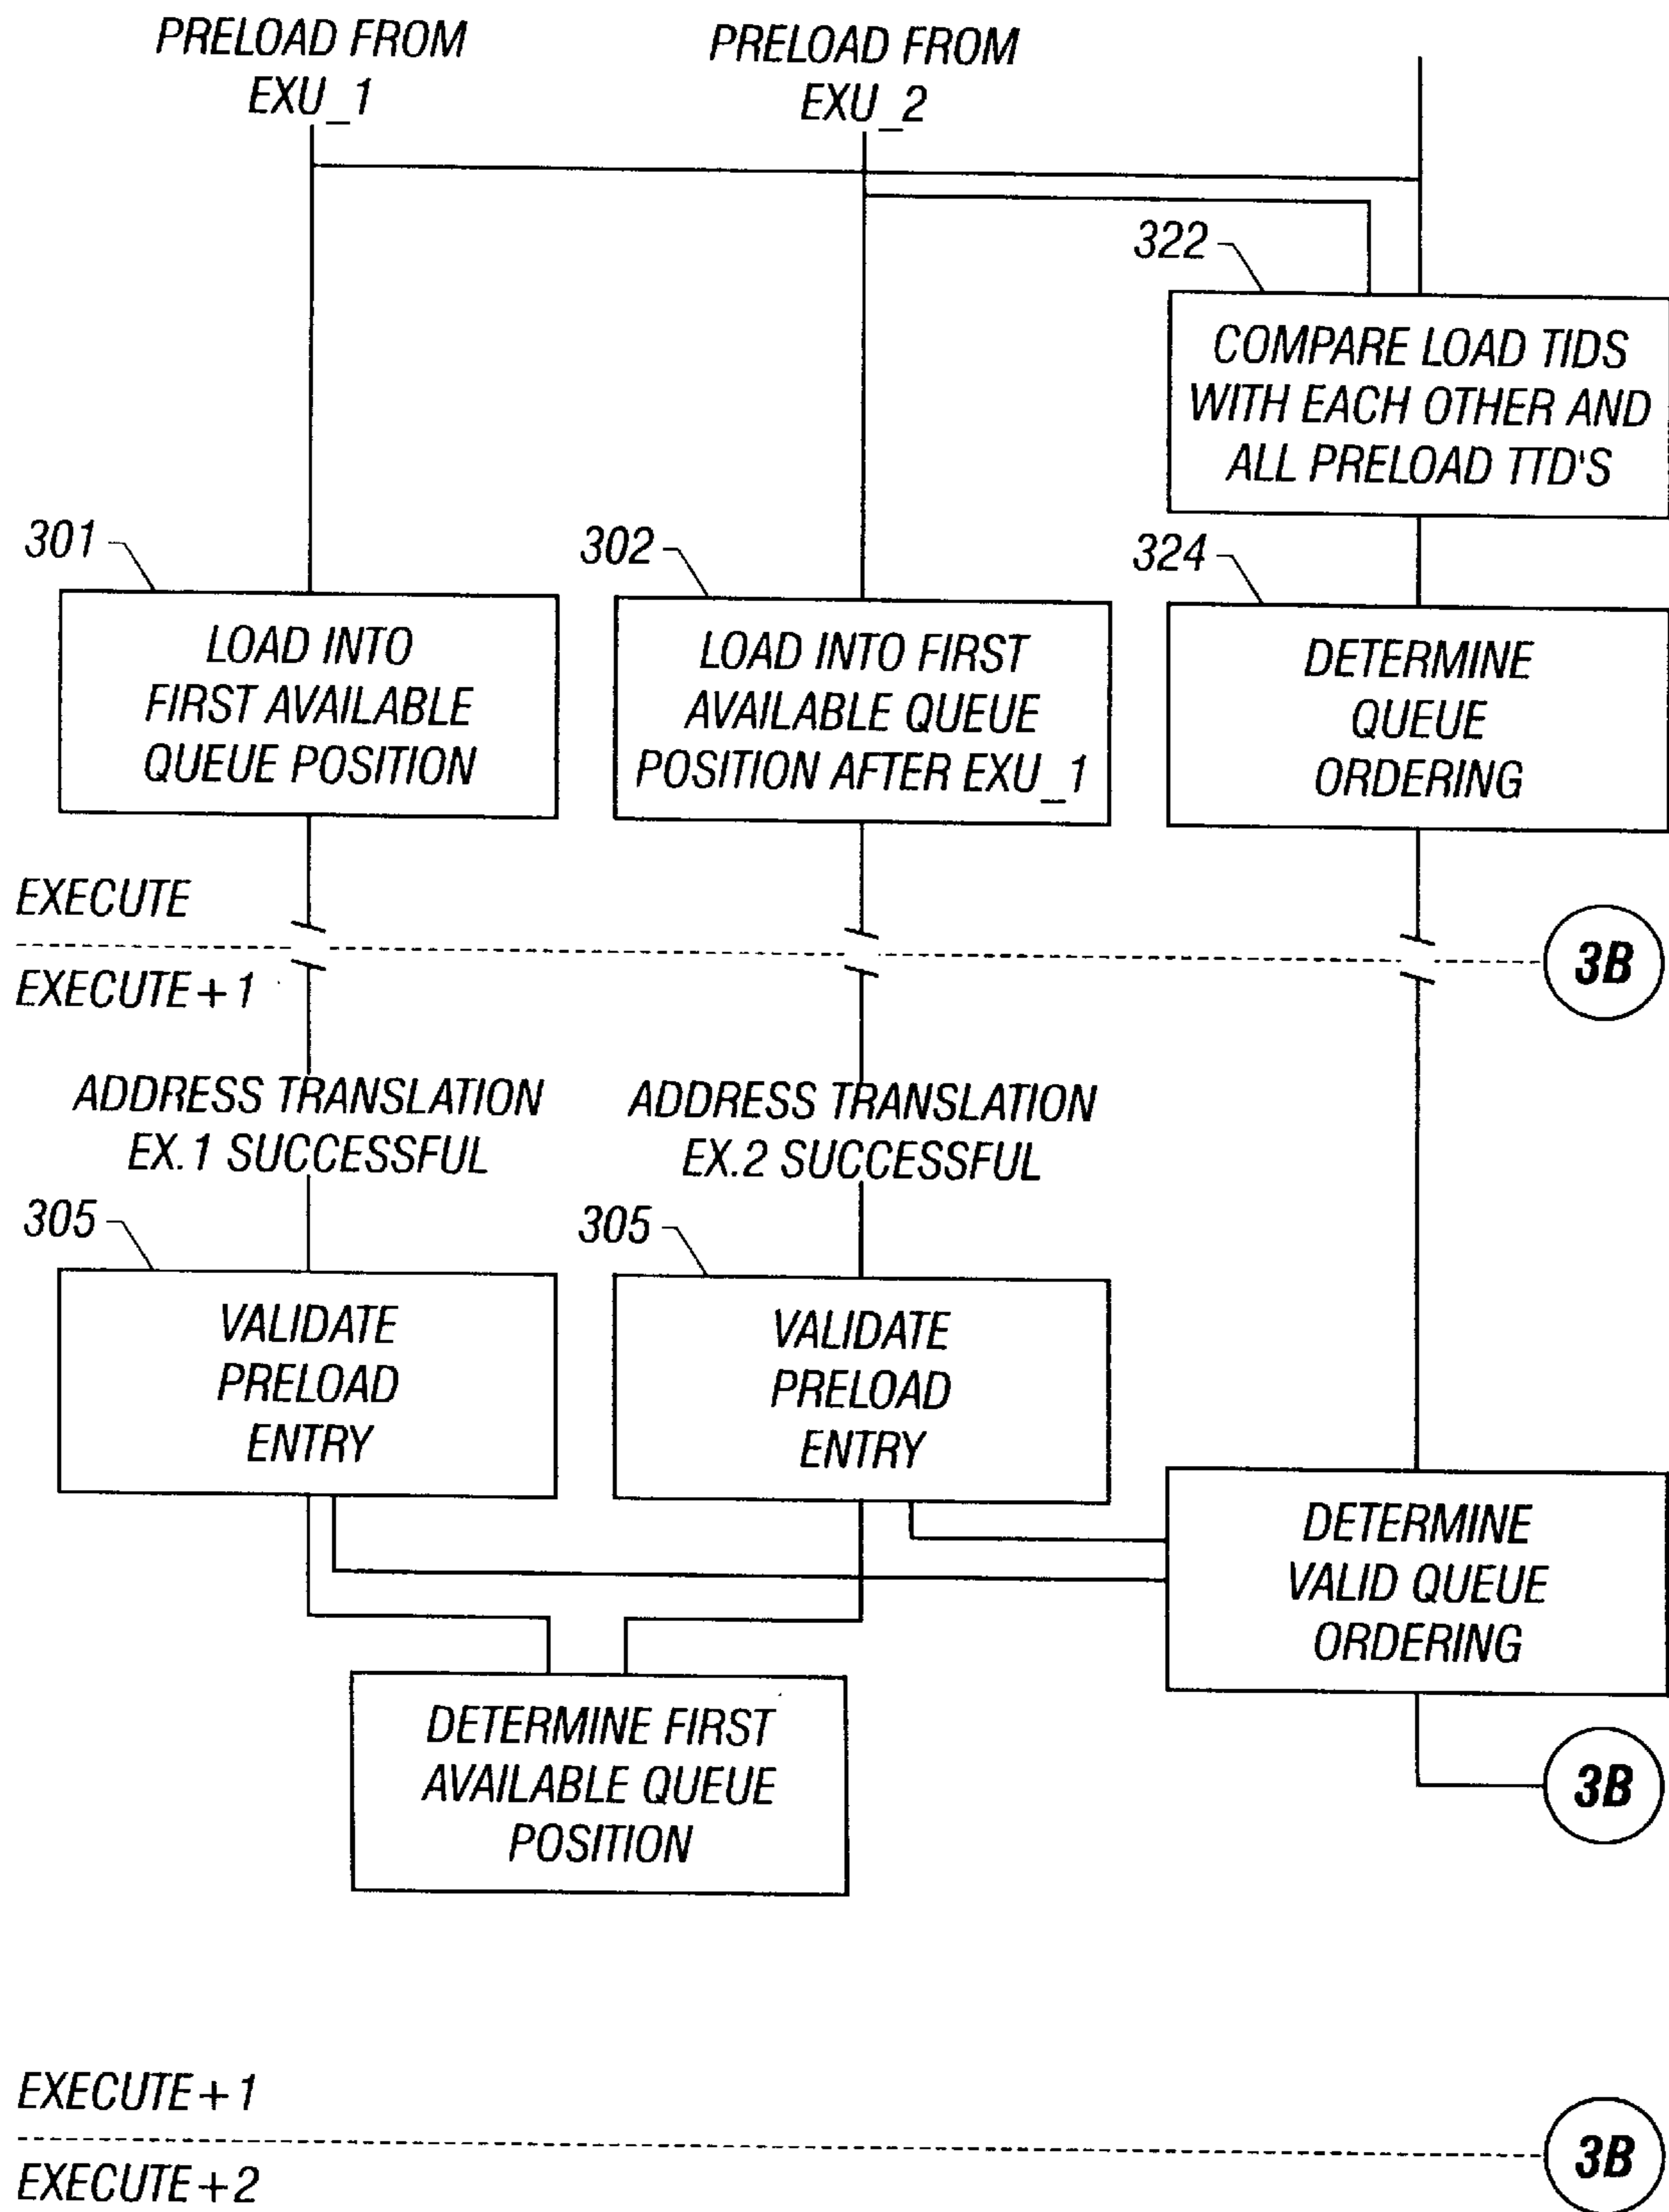 PRELOAD FROM
EXU_1
PRELOAD FROM
EXU_2
322
COMPARE LOAD TIDS
WITH EACH OTHER AND
ALL PRELOAD TTD'S
301
LOAD INTO
FIRST AVAILABLE
QUEUE POSITION
302
LOAD INTO FIRST
AVAILABLE QUEUE
POSITION AFTER EXU_1
324
DETERMINE
QUEUE
ORDERING
EXECUTE
3B
EXECUTE+1
ADDRESS TRANSLATION
EX.1 SUCCESSFUL
ADDRESS TRANSLATION
EX.2 SUCCESSFUL
305
VALIDATE
PRELOAD
ENTRY
305
VALIDATE
PRELOAD
ENTRY
DETERMINE
VALID QUEUE
ORDERING
DETERMINE FIRST
AVAILABLE QUEUE
POSITION
3B
EXECUTE+1
3B
EXECUTE+2